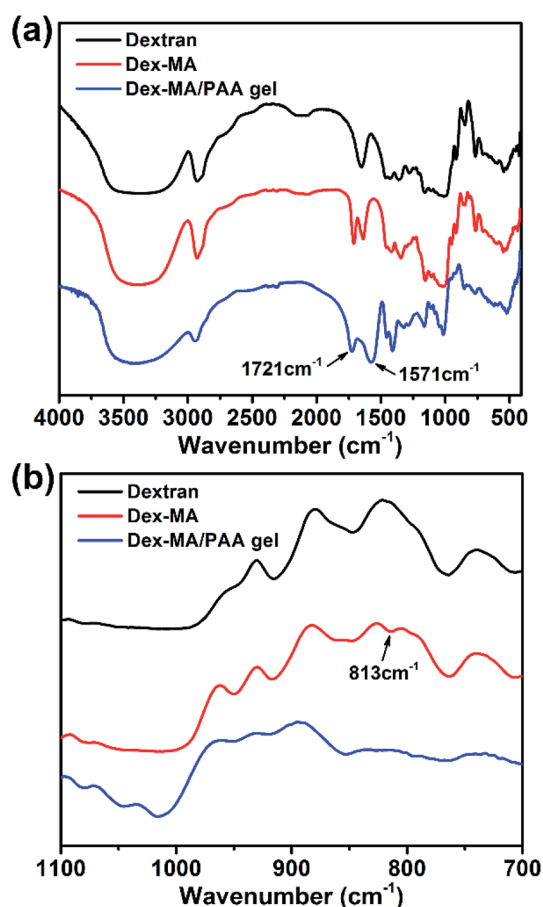 (a)
Dextran
Dex-MA
Dex-MA/PAA gel
1721cm⁻¹
1571cm⁻¹
4000 3500 3000 2500 2000 1500 1000 500
Wavenumber (cm⁻¹)
(b)
Dextran
Dex-MA
Dex-MA/PAA gel
813cm⁻¹
1100 1000 900 800 700
Wavenumber (cm⁻¹)